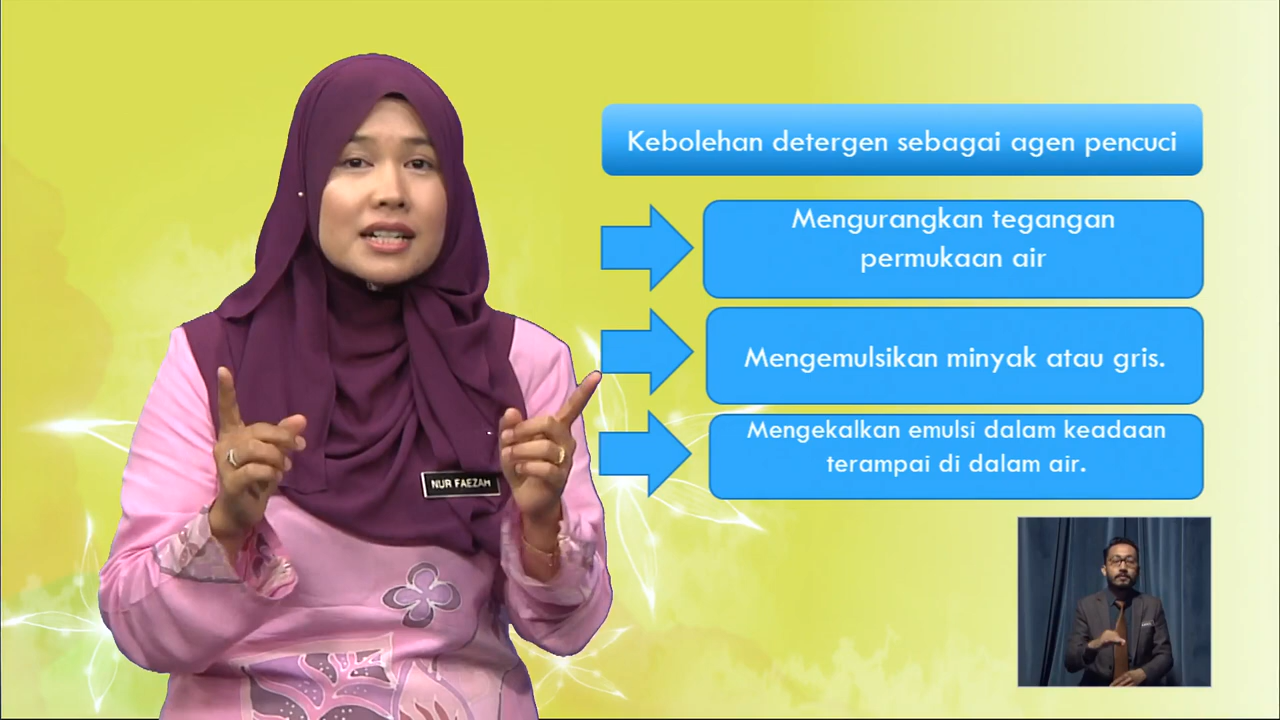 Kebolehan detergen sebagai agen pencuci
Mengurangkan tegangan
permukaan air
Mengemulsikan minyak atau gris.
Mengekalkan emulsi dalam keadaan
terampai di dalam air.
NUR FAEZAH